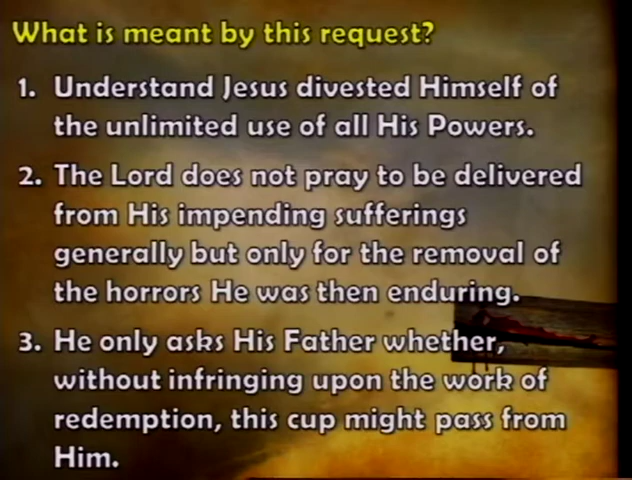 What is meant by this request?
1. Understand Jesus divested Himself of
the unlimited use of all His Powers.
2. The Lord does not pray to be delivered
from His impending sufferings
generally but only for the removal of
the horrors He was then enduring.
3. He only asks His Father whether,
without infringing upon the work of
redemption, this cup might pass from
Him.